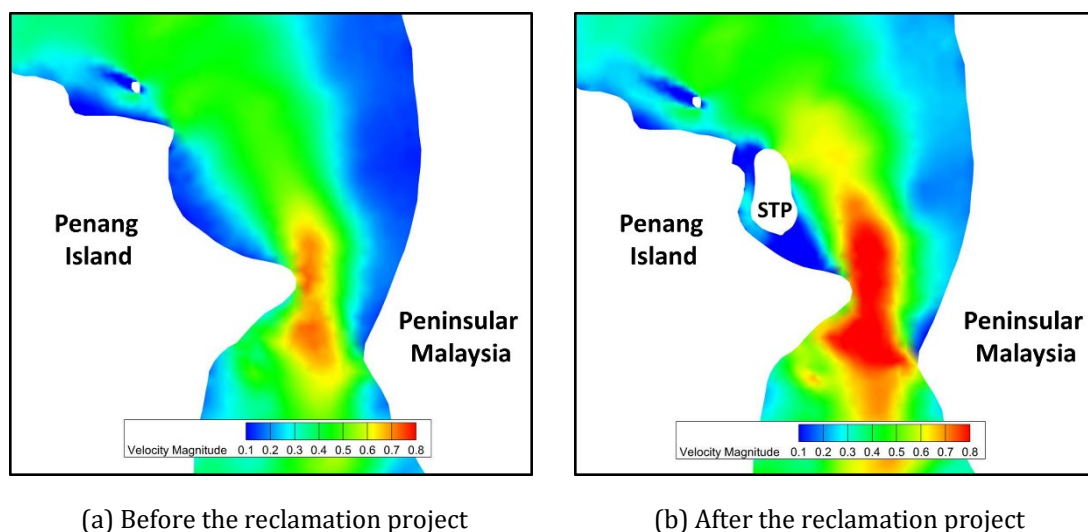 Penang
Island
Peninsular
Malaysia
Velocity Magnitude 0.1 0.2 0.3 0.4 0.5 0.6 0.7 0.8
(a) Before the reclamation project
STP
Penang
Island
Peninsular
Malaysia
Velocity Magnitude 0.1 0.2 0.3 0.4 0.5 0.6 0.7 0.8
(b) After the reclamation project